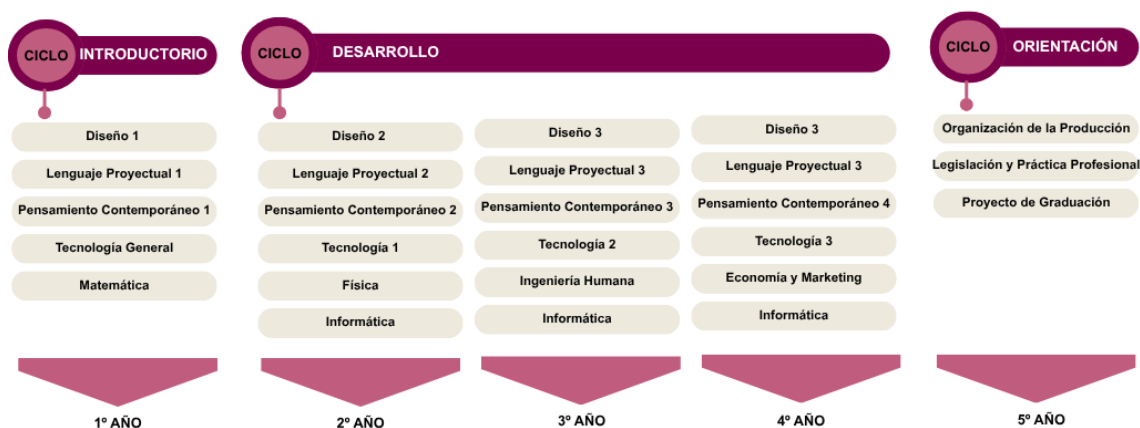 CICLO INTRODUCTORIO
Diseño 1
Lenguaje Proyectual 1
Pensamiento Contemporáneo 1
Tecnología General
Matemática
1º AÑO
CICLO DESARROLLO
Diseño 2
Lenguaje Proyectual 2
Pensamiento Contemporáneo 2
Tecnología 1
Física
Informática
2º AÑO
Diseño 3
Lenguaje Proyectual 3
Pensamiento Contemporáneo 3
Tecnología 2
Ingeniería Humana
Informática
3º AÑO
Diseño 3
Lenguaje Proyectual 3
Pensamiento Contemporáneo 4
Tecnología 3
Economía y Marketing
Informática
4º AÑO
CICLO ORIENTACIÓN
Organización de la Producción
Legislación y Práctica Profesional
Proyecto de Graduación
5º AÑO